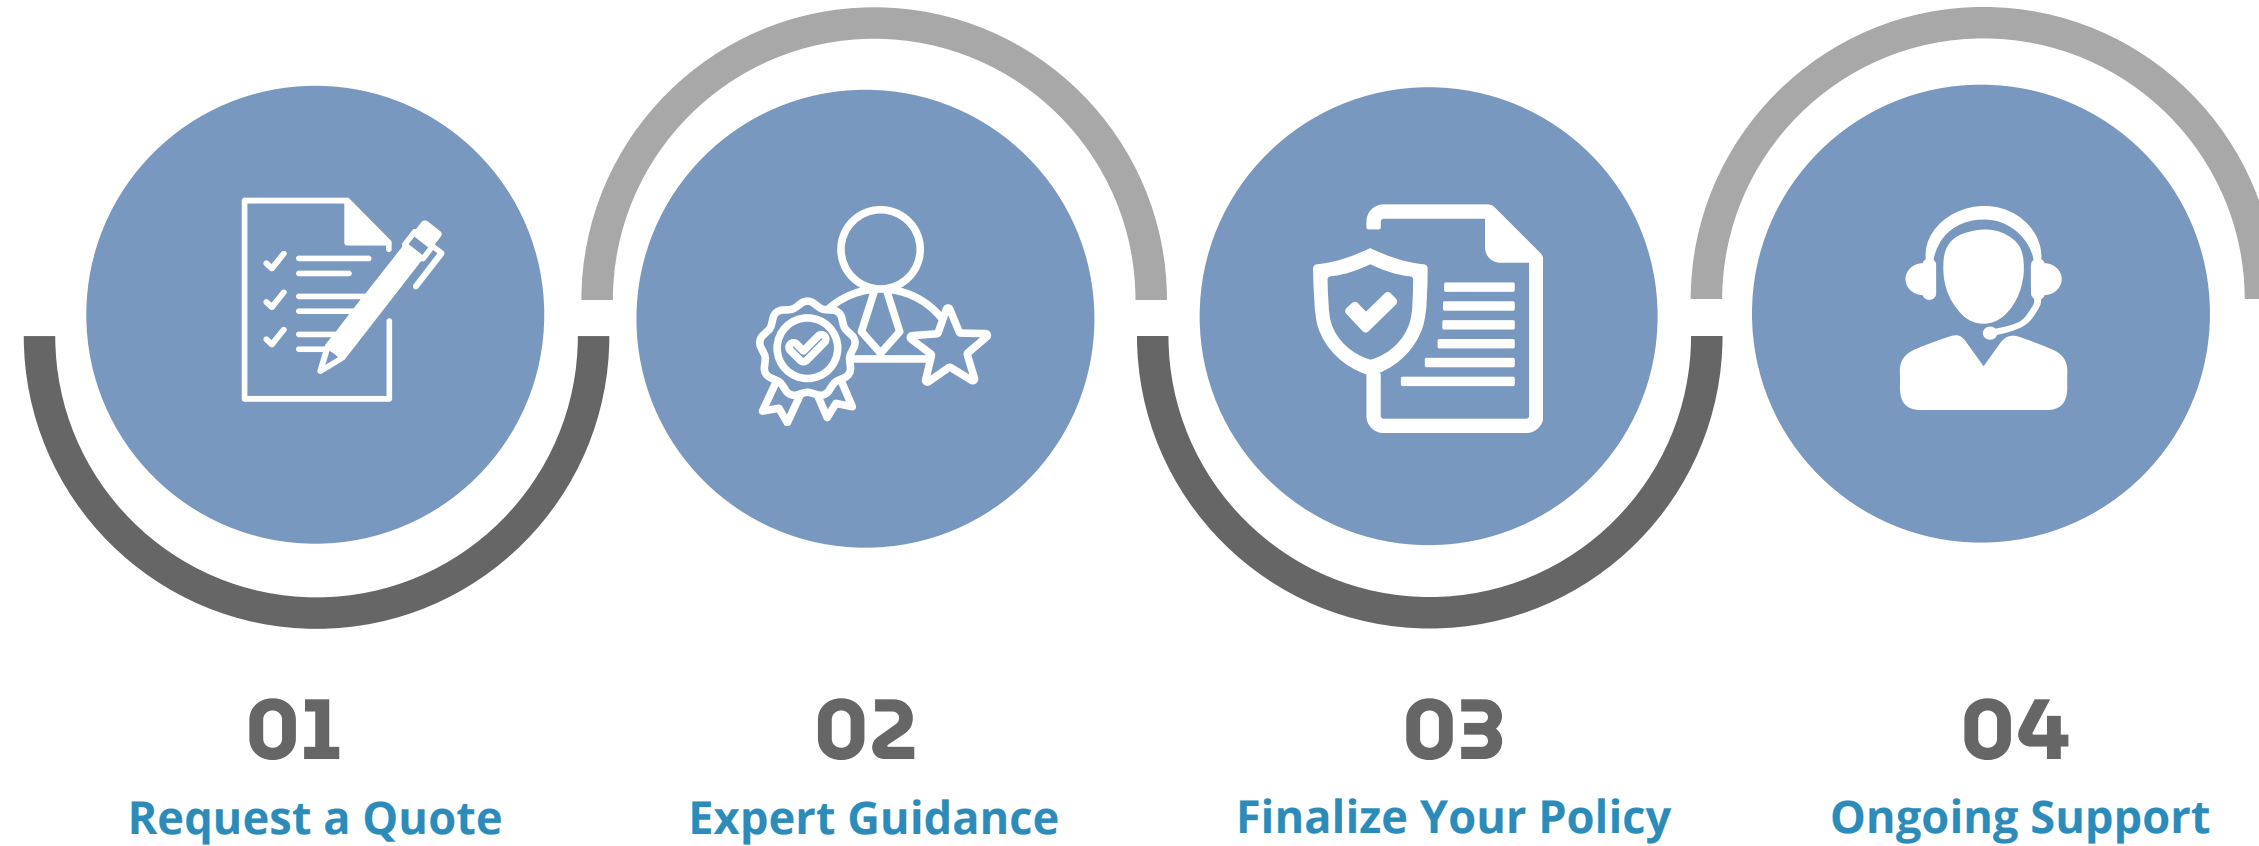 01
Request a Quote
02
Expert Guidance
03
Finalize Your Policy
04
Ongoing Support